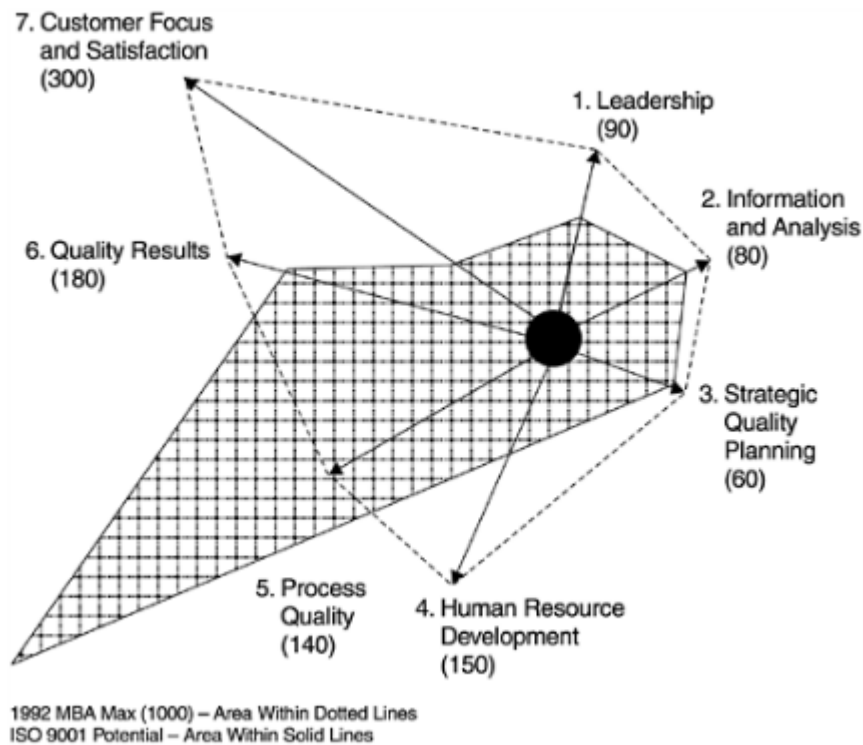 7. Customer Focus
and Satisfaction
(300)
1. Leadership
(90)
2. Information
and Analysis
(80)
6. Quality Results
(180)
3. Strategic
Quality
Planning
(60)
5. Process
Quality
(140)
4. Human Resource
Development
(150)
1992 MBA Max (1000) – Area Within Dotted Lines
ISO 9001 Potential – Area Within Solid Lines